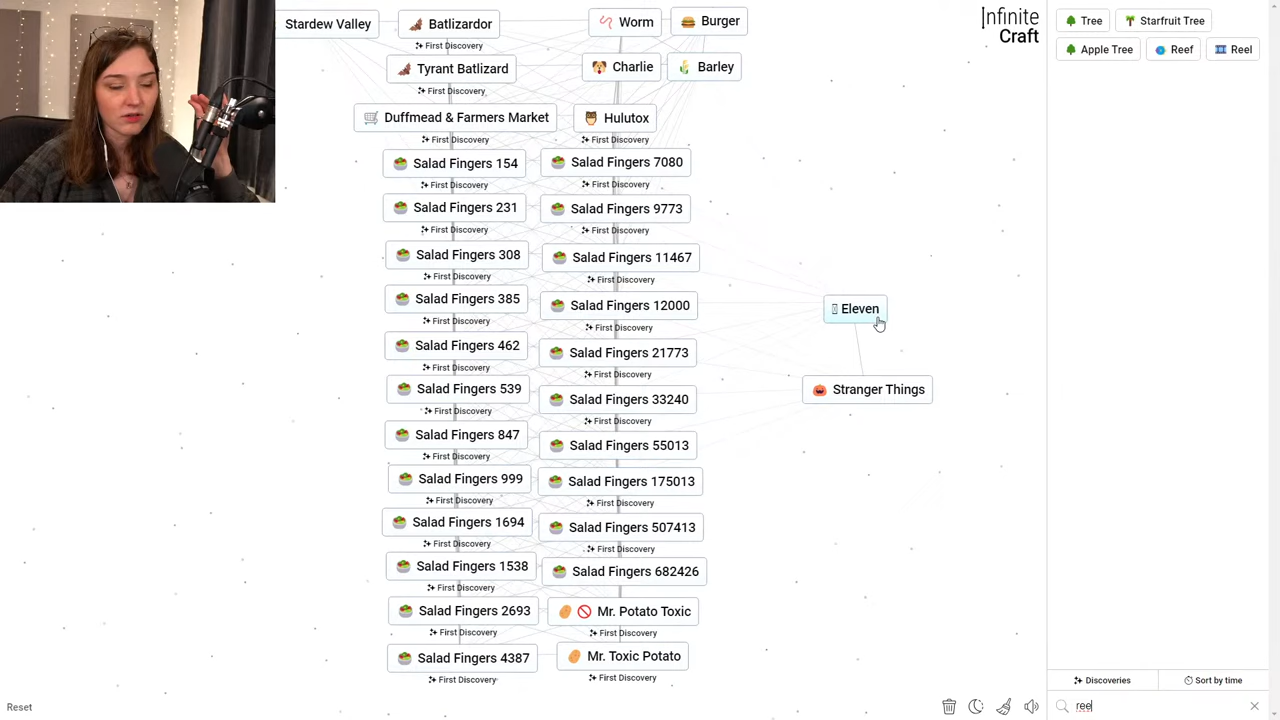 Stardew Valley
Batlizardor
First Discovery
Worm
Burger
Tyrant Batlizard
First Discovery
Charlie
Barley
Duffmead & Farmers Market
First Discovery
Hulutox
First Discovery
Salad Fingers 154
First Discovery
Salad Fingers 7080
First Discovery
Salad Fingers 231
First Discovery
Salad Fingers 9773
First Discovery
Salad Fingers 308
First Discovery
Salad Fingers 11467
First Discovery
Salad Fingers 385
First Discovery
Salad Fingers 12000
First Discovery
Salad Fingers 462
First Discovery
Salad Fingers 21773
First Discovery
Salad Fingers 539
First Discovery
Salad Fingers 33240
First Discovery
Salad Fingers 847
First Discovery
Salad Fingers 55013
First Discovery
Salad Fingers 999
First Discovery
Salad Fingers 175013
First Discovery
Salad Fingers 1694
First Discovery
Salad Fingers 507413
First Discovery
Salad Fingers 1538
First Discovery
Salad Fingers 682426
First Discovery
Salad Fingers 2693
First Discovery
Mr. Potato Toxic
First Discovery
Salad Fingers 4387
First Discovery
Mr. Toxic Potato
First Discovery
Eleven
Stranger Things
Infinite
Craft
Tree
Starfruit Tree
Apple Tree
Reef
Reel
Discoveries
Sort by time
reel
Reset